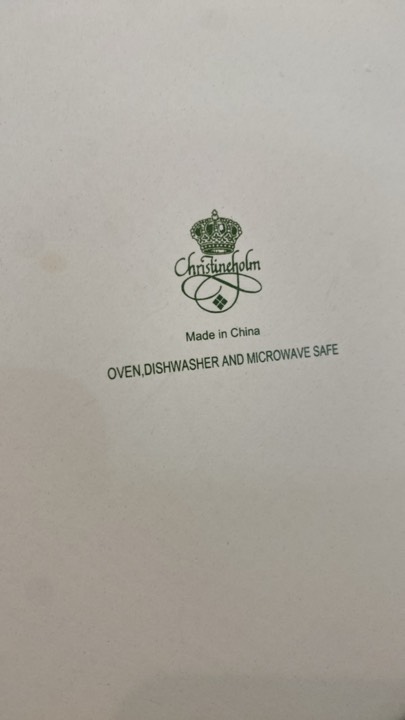 Christineholm
Made in China
OVEN,DISHWASHER AND MICROWAVE SAFE